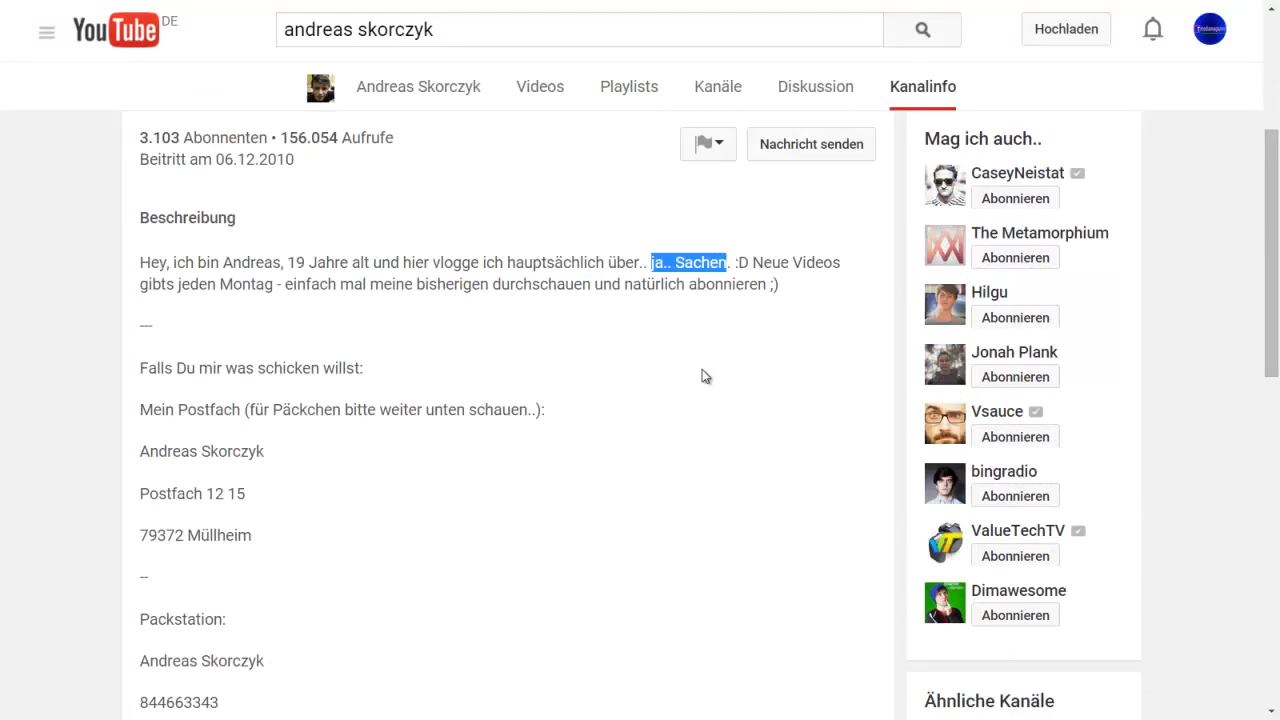 YouTube DE
andreas skorczyk
Hochladen
Andreas Skorczyk Videos Playlists Kanäle Diskussion Kanalinfo
3.103 Abonnenten • 156.054 Aufrufe
Beitritt am 06.12.2010
Nachricht senden
Beschreibung
Hey, ich bin Andreas, 19 Jahre alt und hier vlogge ich hauptsächlich über.. ja.. Sachen. :D Neue Videos
gibts jeden Montag - einfach mal meine bisherigen durchschauen und natürlich abonnieren ;)
---
Falls Du mir was schicken willst:
Mein Postfach (für Päckchen bitte weiter unten schauen..):
Andreas Skorczyk
Postfach 12 15
79372 Müllheim
--
Packstation:
Andreas Skorczyk
844663343
Mag ich auch..
CaseyNeistat
Abonnieren
The Metamorphium
Abonnieren
Hilgu
Abonnieren
Jonah Plank
Abonnieren
Vsauce
Abonnieren
bingradio
Abonnieren
ValueTechTV
Abonnieren
Dimawesome
Abonnieren
Ähnliche Kanäle